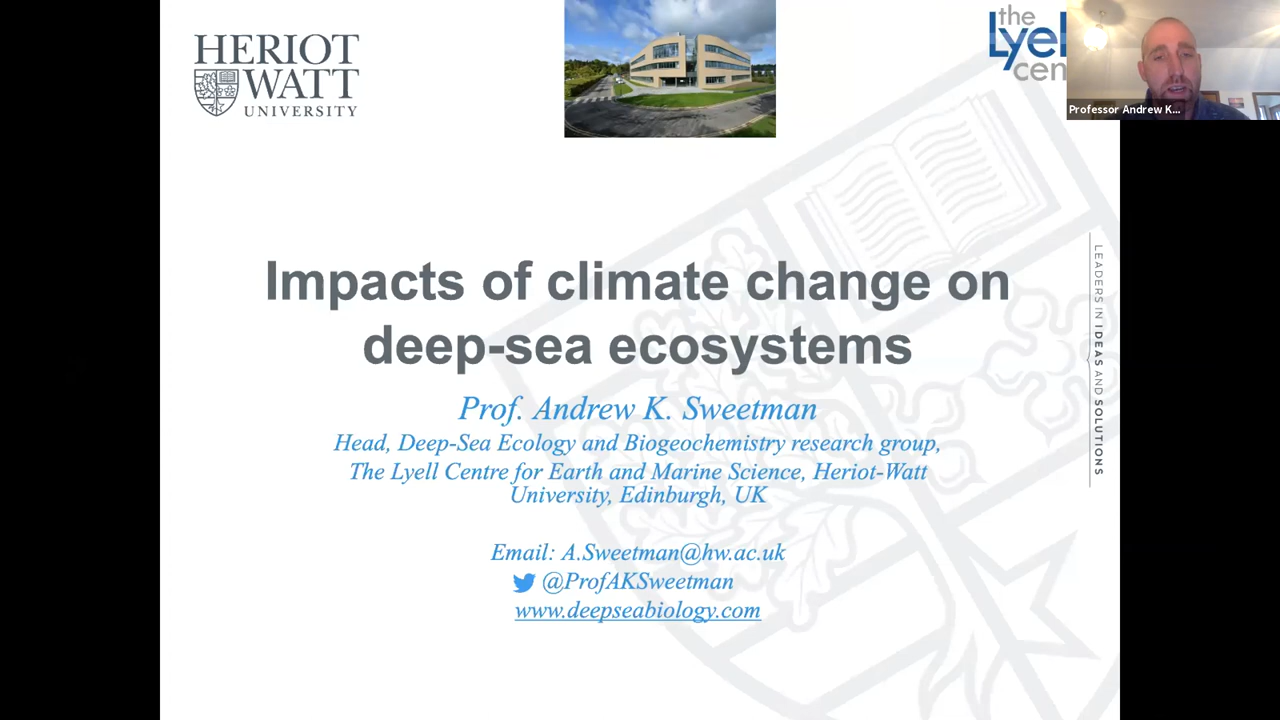 HERIOT
WATT
UNIVERSITY
the
Lyel
cen
Professor Andrew K...
Impacts of climate change on
deep-sea ecosystems
Prof. Andrew K. Sweetman
Head, Deep-Sea Ecology and Biogeochemistry research group,
The Lyell Centre for Earth and Marine Science, Heriot-Watt
University, Edinburgh, UK
Email: A.Sweetman@hw.ac.uk
@ProfAKSweetman
www.deepseabiology.com
LEADERS IN IDEAS AND SOLUTIONS